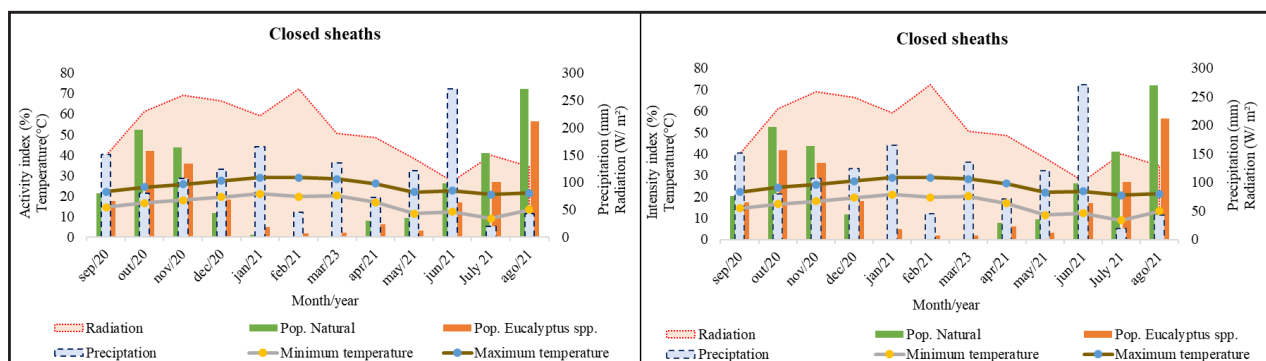 Closed sheaths
Activity index (%)
Temperature(°C)
80
70
60
50
40
30
20
10
0
300
250
200
150
100
50
0
Preciptation (mm)
Radiation (W/ m²)
sep/20
out/20
nov/20
dec/20
jan/21
feb/21
mar/23
apr/21
may/21
jun/21
July 21
ago/21
Month/year
Radiation
Pop. Natural
Pop. Eucalyptus spp.
Preciptation
Minimum temperature
Maximum temperature
Closed sheaths
Intensity index (%)
Temperature(°C)
80
70
60
50
40
30
20
10
0
300
250
200
150
100
50
0
Preciptation (mm)
Radiation (W/ m²)
sep/20
out/20
nov/20
dec/20
jan/21
feb/21
mar/23
apr/21
may/21
jun/21
July 21
ago/21
Month/year
Radiation
Pop. Natural
Pop. Eucalyptus spp.
Preciptation
Minimum temperature
Maximum temperature